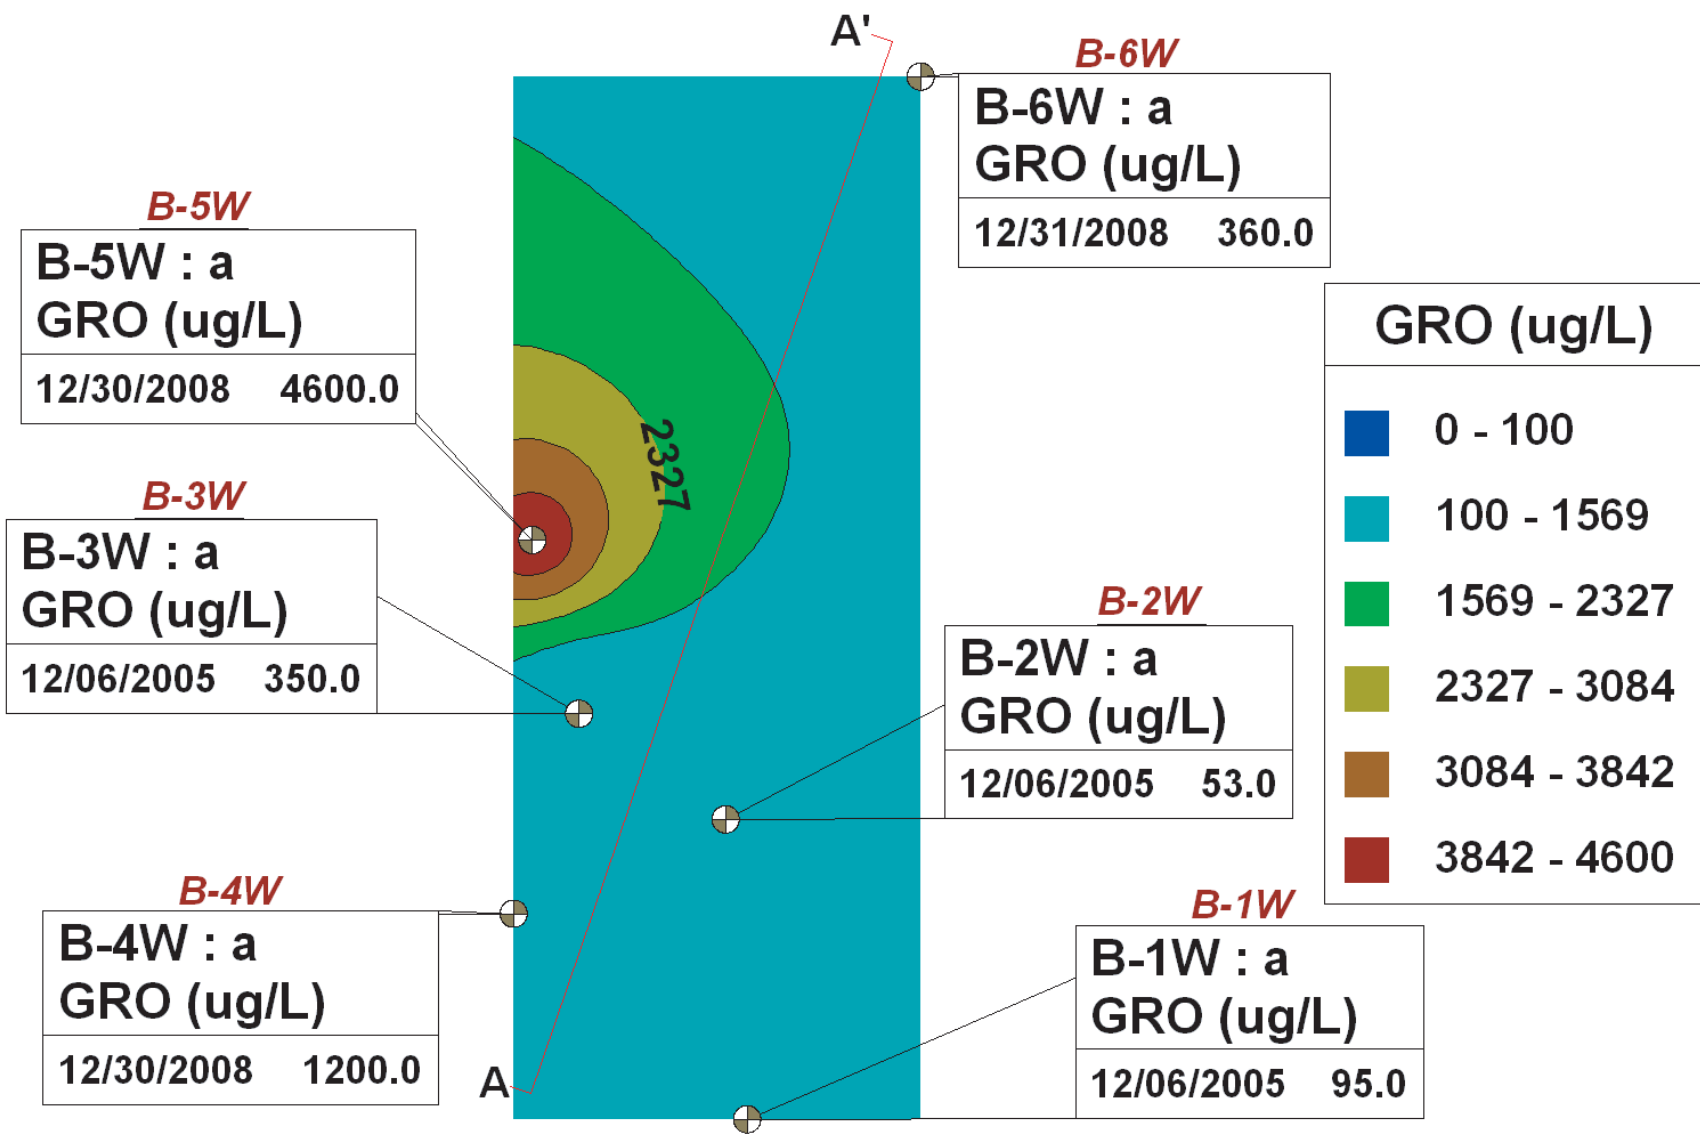 A'
B-6W
B-6W : a
GRO (ug/L)
12/31/2008 360.0
B-5W
B-5W : a
GRO (ug/L)
12/30/2008 4600.0
2327
B-3W
B-3W : a
GRO (ug/L)
12/06/2005 350.0
B-2W
B-2W : a
GRO (ug/L)
12/06/2005 53.0
B-4W
B-4W : a
GRO (ug/L)
12/30/2008 1200.0
A
B-1W
B-1W : a
GRO (ug/L)
12/06/2005 95.0
GRO (ug/L)
0 - 100
100 - 1569
1569 - 2327
2327 - 3084
3084 - 3842
3842 - 4600